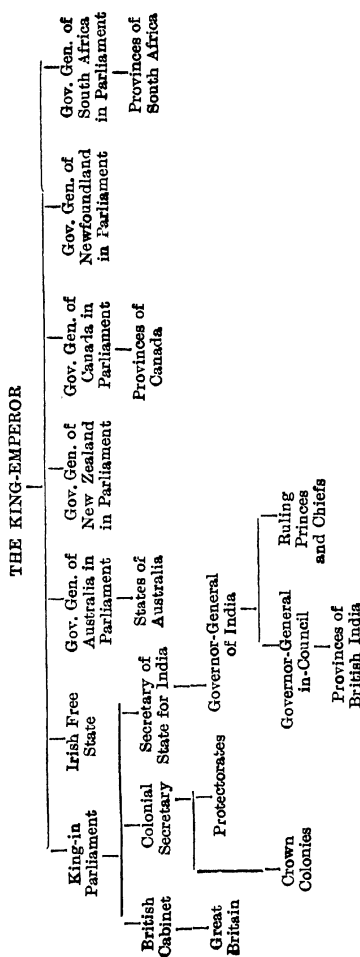 THE KING-EMPEROR
King-in
Parliament
Irish Free
State
Gov. Gen. of
Australia in
Parliament
States of
Australia
Gov. Gen. of
New Zealand
in Parliament
Gov. Gen. of
Canada in
Parliament
Provinces of
Canada
Gov. Gen. of
Newfoundland
in Parliament
Gov. Gen. of
South Africa
in Parliament
Provinces of
South Africa
British
Cabinet
Great
Britain
Colonial
Secretary
Crown
Colonies
Protectorates
Secretary of
State for India
Governor-General
of India
Governor-General
in-Council
Provinces of
British India
Ruling
Princes
and Chiefs